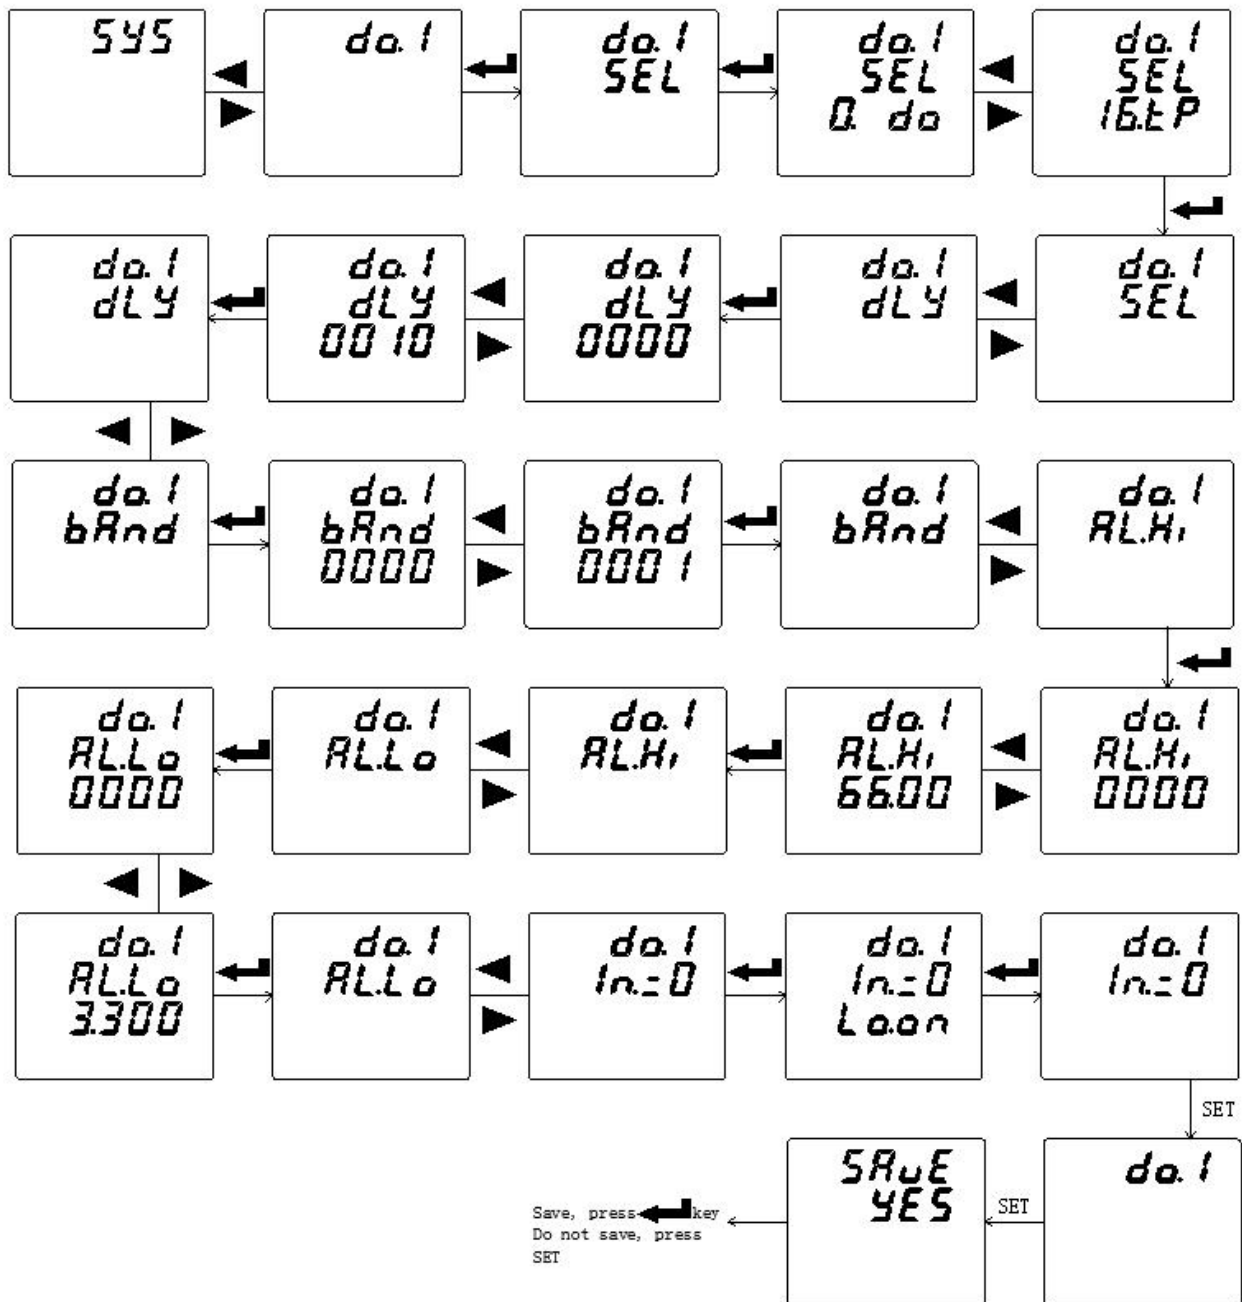 SYS
do.1
do.1
SEL
do.1
SEL
0. do
do.1
SEL
16.tP
do.1
dLY
do.1
dLY
0010
do.1
dLY
0000
do.1
dLY
do.1
SEL
do.1
bAnd
do.1
bAnd
0000
do.1
bAnd
0001
do.1
bAnd
do.1
AL.Hi
do.1
AL.Lo
0000
do.1
AL.Lo
do.1
AL.Hi
do.1
AL.Hi
66.00
do.1
AL.Hi
0000
do.1
AL.Lo
3.300
do.1
AL.Lo
do.1
In.=0
do.1
In.=0
Lo.on
do.1
In.=0
SET
SAvE
YES
SET
do.1
Save, press key
Do not save, press
SET